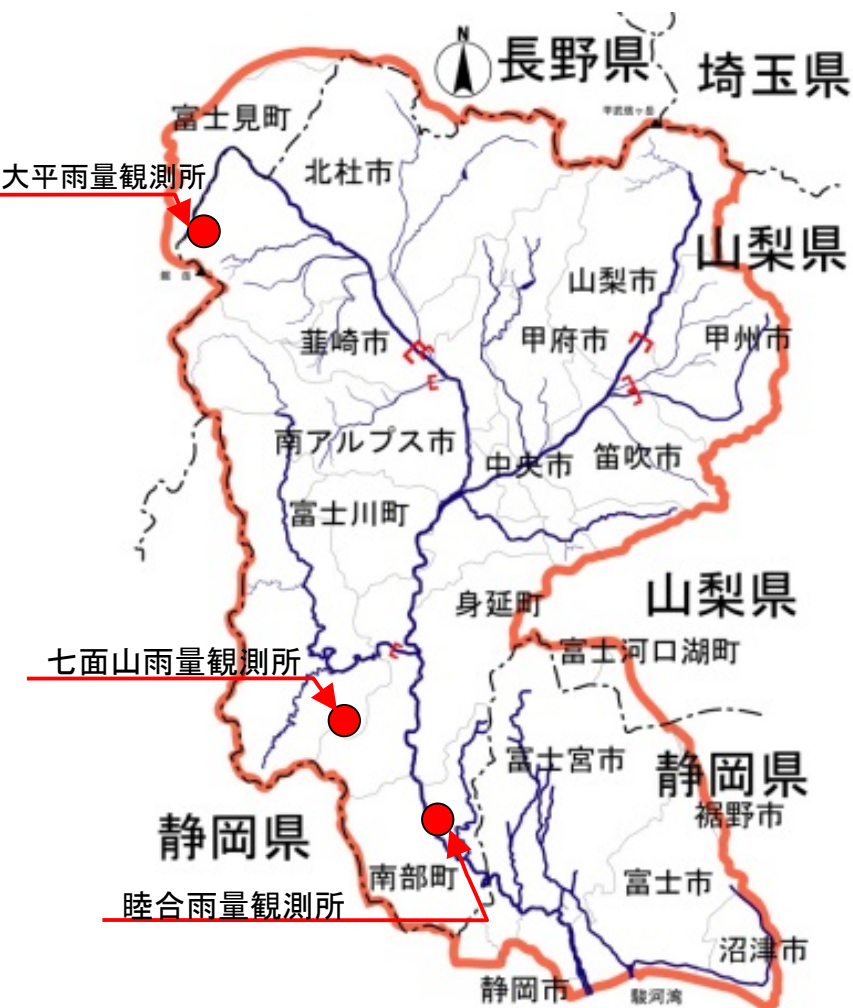 N
長野県
埼玉県
富士見町
甲武信ヶ岳
大平雨量観測所
北杜市
山梨県
山梨市
韮崎市
甲府市
甲州市
南アルプス市
中央市
笛吹市
富士川町
身延町
山梨県
富士河口湖町
七面山雨量観測所
富士宮市
静岡県
裾野市
静岡県
南部町
富士市
睦合雨量観測所
沼津市
静岡市
駿河湾